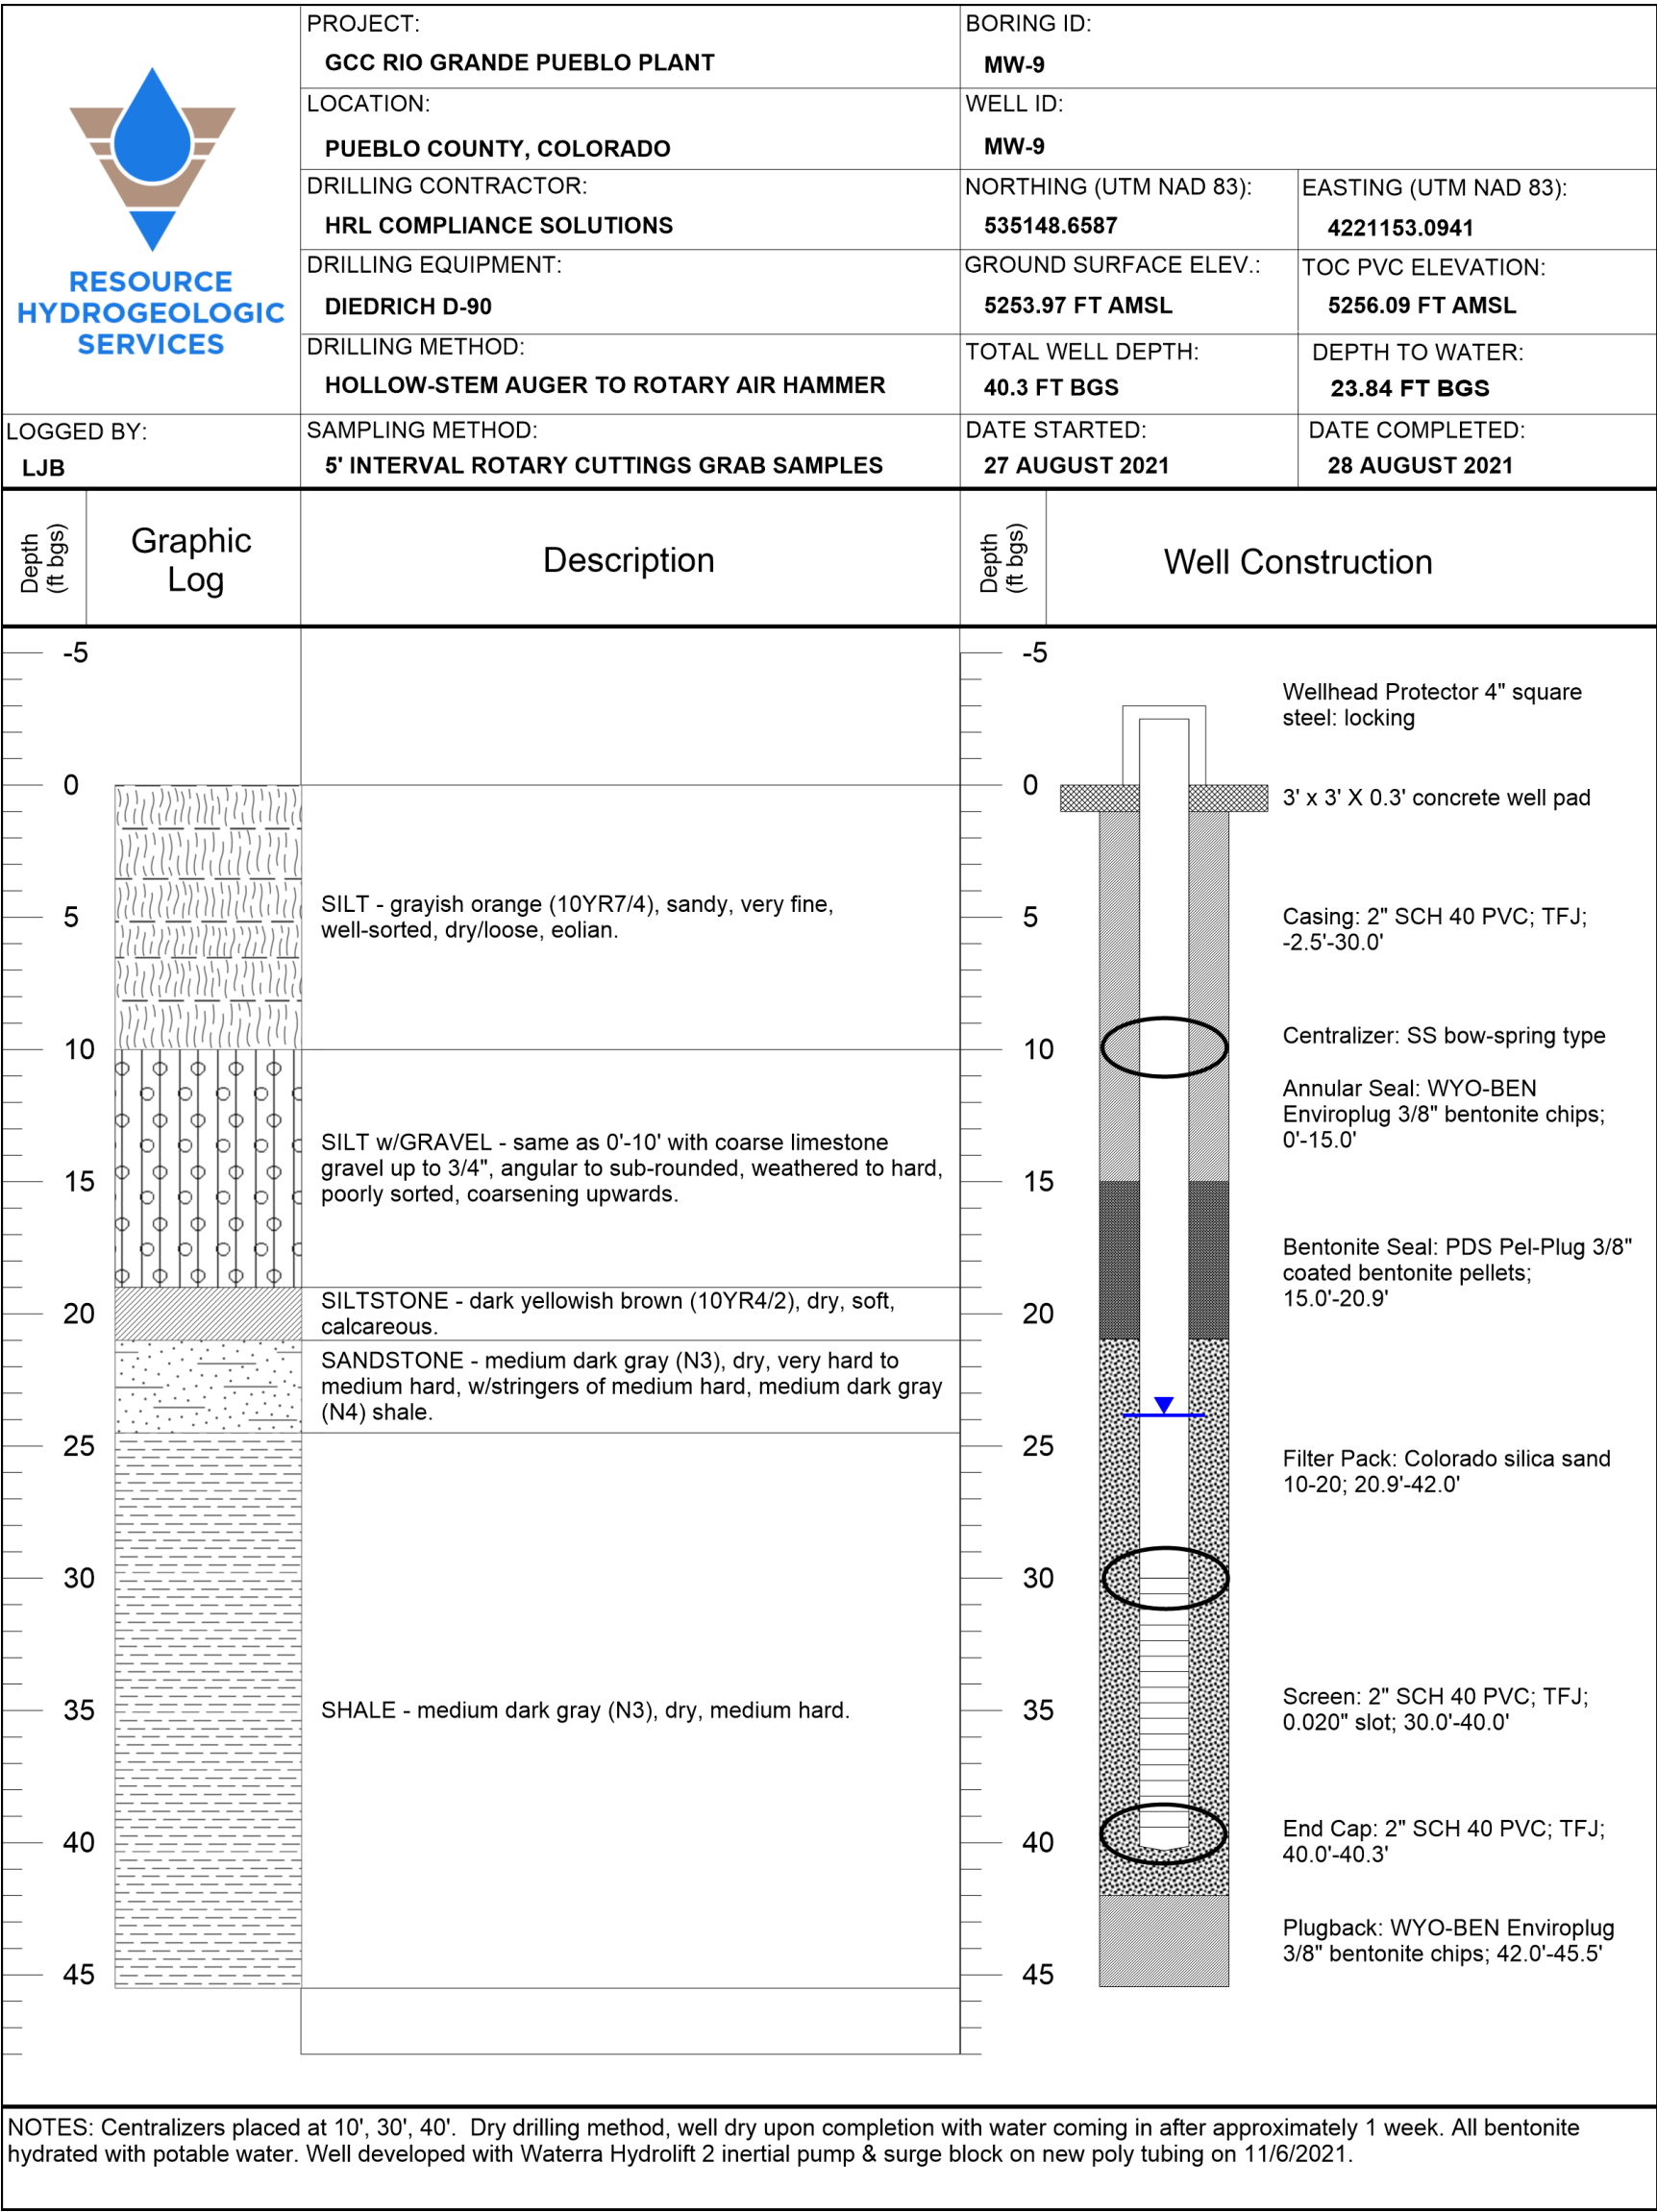 RESOURCE
HYDROGEOLOGIC
SERVICES
LOGGED BY:
LJB
PROJECT:
GCC RIO GRANDE PUEBLO PLANT
LOCATION:
PUEBLO COUNTY, COLORADO
DRILLING CONTRACTOR:
HRL COMPLIANCE SOLUTIONS
DRILLING EQUIPMENT:
DIEDRICH D-90
DRILLING METHOD:
HOLLOW-STEM AUGER TO ROTARY AIR HAMMER
SAMPLING METHOD:
5' INTERVAL ROTARY CUTTINGS GRAB SAMPLES
BORING ID:
MW-9
WELL ID:
MW-9
NORTHING (UTM NAD 83):
535148.6587
EASTING (UTM NAD 83):
4221153.0941
GROUND SURFACE ELEV.:
5253.97 FT AMSL
TOC PVC ELEVATION:
5256.09 FT AMSL
TOTAL WELL DEPTH:
40.3 FT BGS
DEPTH TO WATER:
23.84 FT BGS
DATE STARTED:
27 AUGUST 2021
DATE COMPLETED:
28 AUGUST 2021
Depth
(ft bgs)
Graphic
Log
Description
Depth
(ft bgs)
Well Construction
-5
0
5
10
15
20
25
30
35
40
45
SILT - grayish orange (10YR7/4), sandy, very fine,
well-sorted, dry/loose, eolian.
SILT w/GRAVEL - same as 0'-10' with coarse limestone
gravel up to 3/4", angular to sub-rounded, weathered to hard,
poorly sorted, coarsening upwards.
SILTSTONE - dark yellowish brown (10YR4/2), dry, soft,
calcareous.
SANDSTONE - medium dark gray (N3), dry, very hard to
medium hard, w/stringers of medium hard, medium dark gray
(N4) shale.
SHALE - medium dark gray (N3), dry, medium hard.
-5
0
5
10
15
20
25
30
35
40
45
Wellhead Protector 4" square
steel: locking
3' x 3' X 0.3' concrete well pad
Casing: 2" SCH 40 PVC; TFJ;
-2.5'-30.0'
Centralizer: SS bow-spring type
Annular Seal: WYO-BEN
Enviroplug 3/8" bentonite chips;
0'-15.0'
Bentonite Seal: PDS Pel-Plug 3/8"
coated bentonite pellets;
15.0'-20.9'
Filter Pack: Colorado silica sand
10-20; 20.9'-42.0'
Screen: 2" SCH 40 PVC; TFJ;
0.020" slot; 30.0'-40.0'
End Cap: 2" SCH 40 PVC; TFJ;
40.0'-40.3'
Plugback: WYO-BEN Enviroplug
3/8" bentonite chips; 42.0'-45.5'
NOTES: Centralizers placed at 10', 30', 40'.  Dry drilling method, well dry upon completion with water coming in after approximately 1 week. All bentonite
hydrated with potable water. Well developed with Waterra Hydrolift 2 inertial pump & surge block on new poly tubing on 11/6/2021.